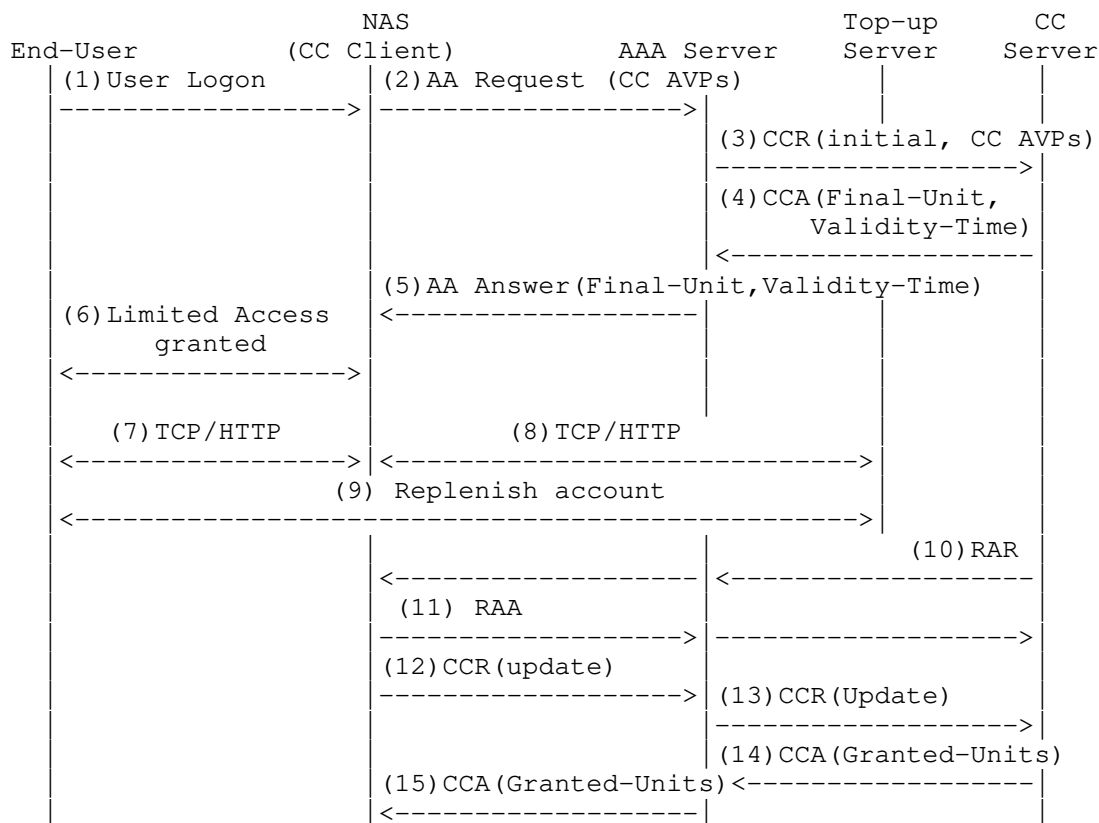 NAS Top-up CC
End-User (CC Client) AAA Server Server Server
(1)User Logon (2)AA Request (CC AVPs)
(3)CCR(initial, CC AVPs)
(4)CCA(Final-Unit,
Validity-Time)
(5)AA Answer(Final-Unit,Validity-Time)
(6)Limited Access
granted
(7)TCP/HTTP (8)TCP/HTTP
(9) Replenish account
(10)RAR
(11) RAA
(12)CCR(update)
(13)CCR(Update)
(14)CCA(Granted-Units)
(15)CCA(Granted-Units)